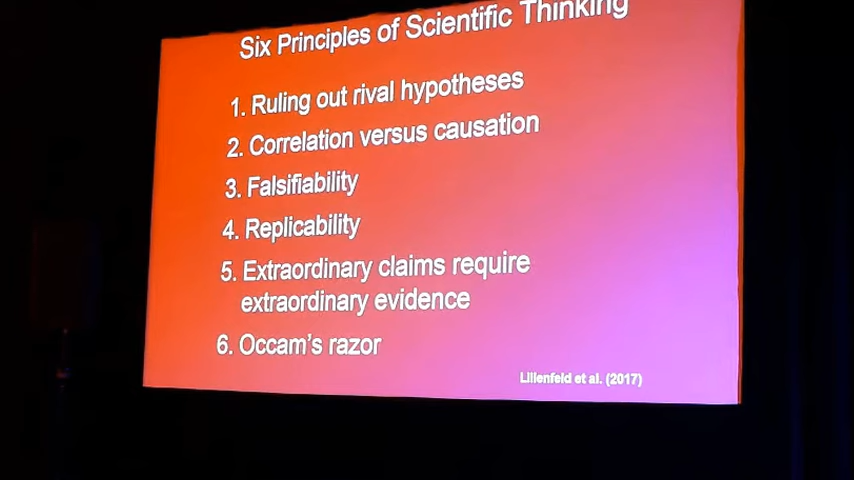 Six Principles of Scientific Thinking
1. Ruling out rival hypotheses
2. Correlation versus causation
3. Falsifiability
4. Replicability
5. Extraordinary claims require
extraordinary evidence
6. Occam's razor
Lilienfeld et al. (2017)